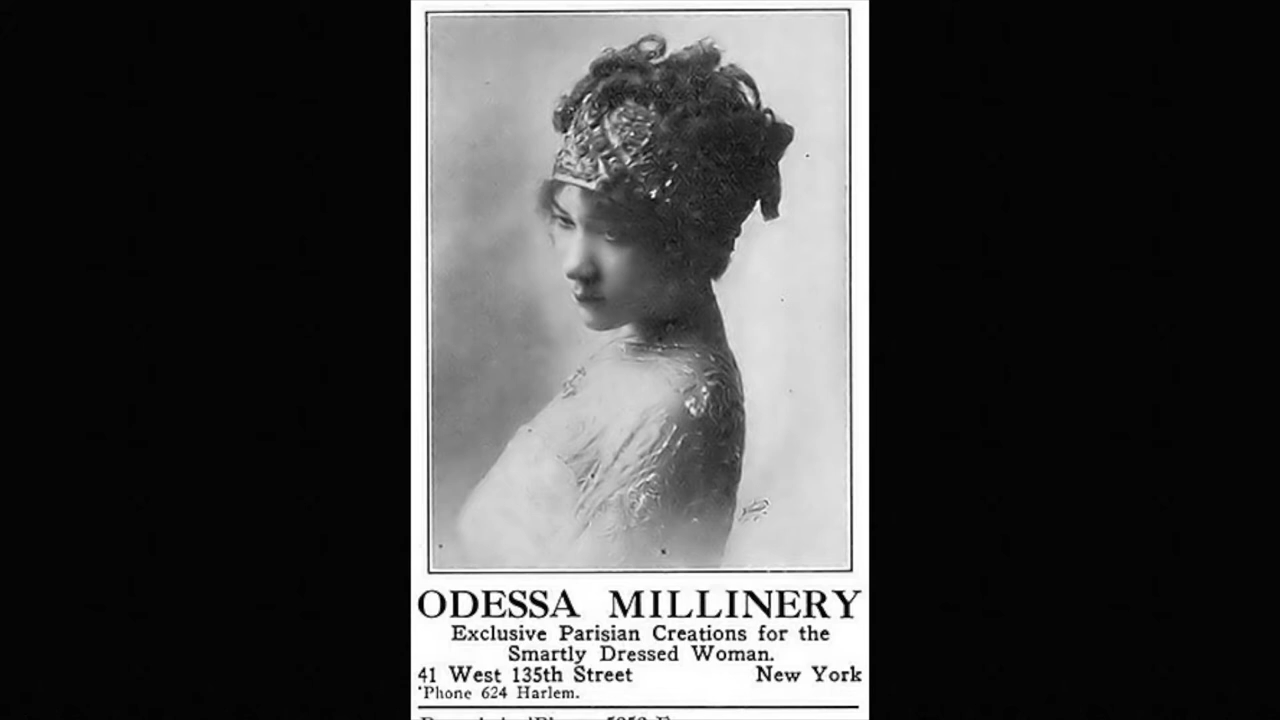 ODESSA MILLINERY
Exclusive Parisian Creations for the
Smartly Dressed Woman.
41 West 135th Street New York
'Phone 624 Harlem.